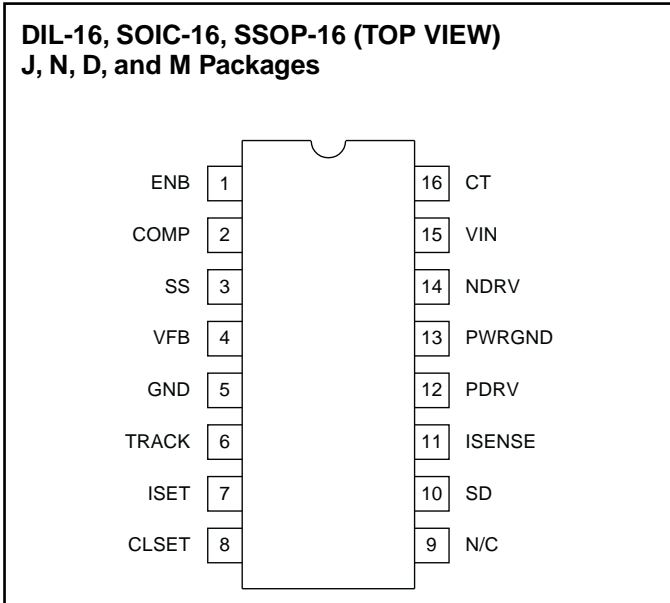 DIL-16, SOIC-16, SSOP-16 (TOP VIEW)
J, N, D, and M Packages
ENB 1 16 CT
COMP 2 15 VIN
SS 3 14 NDRV
VFB 4 13 PWRGND
GND 5 12 PDRV
TRACK 6 11 ISENSE
ISET 7 10 SD
CLSET 8 9 N/C